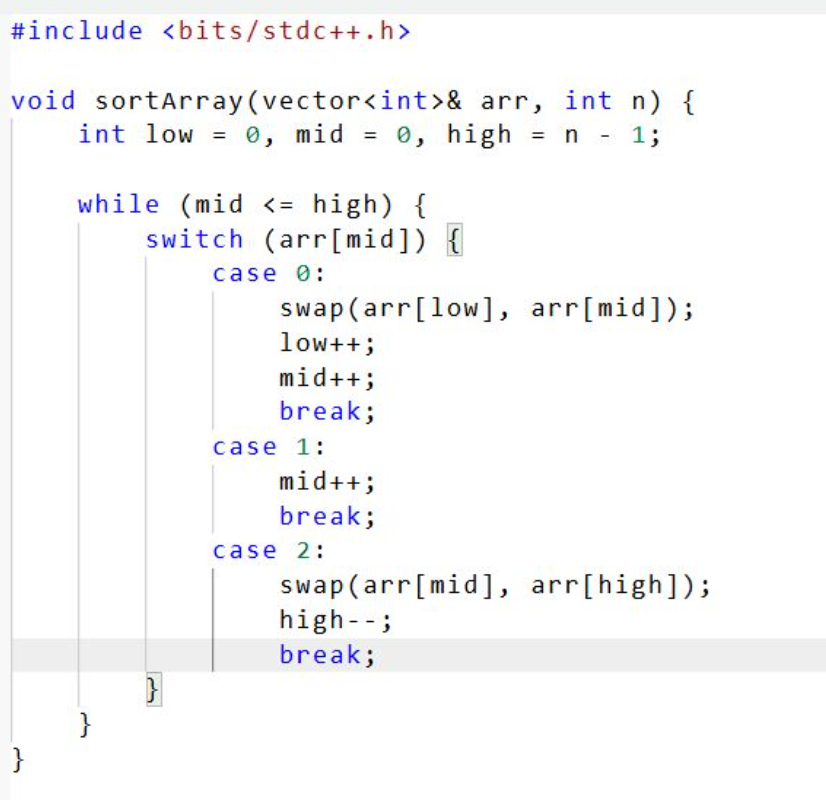 #include <bits/stdc++.h>
void sortArray(vector<int>& arr, int n) {
    int low = 0, mid = 0, high = n - 1;
    while (mid <= high) {
        switch (arr[mid]) {
            case 0:
                swap(arr[low], arr[mid]);
                low++;
                mid++;
                break;
            case 1:
                mid++;
                break;
            case 2:
                swap(arr[mid], arr[high]);
                high--;
                break;
        }
    }
}